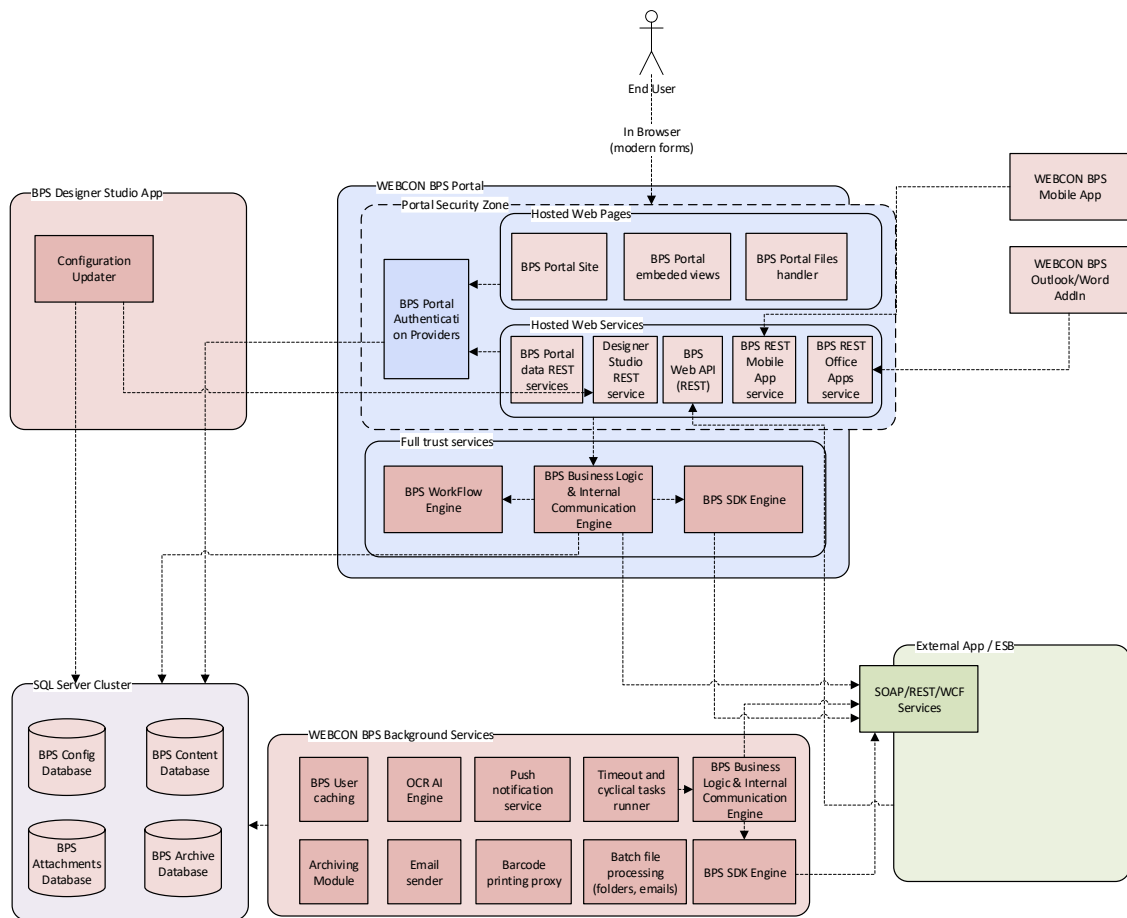 End User
In Browser
(modern forms)
WEBCON BPS
Mobile App
WEBCON BPS
Outlook/Word
AddIn
BPS Designer Studio App
Configuration
Updater
WEBCON BPS Portal
Portal Security Zone
Hosted Web Pages
BPS Portal Site
BPS Portal
embeded views
BPS Portal Files
handler
BPS Portal
Authenticati
on Providers
Hosted Web Services
BPS Portal
data REST
services
Designer
Studio
REST
service
BPS
Web API
(REST)
BPS REST
Mobile
App
service
BPS REST
Office
Apps
service
Full trust services
BPS WorkFlow
Engine
BPS Business Logic
& Internal
Communication
Engine
BPS SDK Engine
External App / ESB
SOAP/REST/WCF
Services
SQL Server Cluster
BPS Config
Database
BPS Content
Database
BPS
Attachments
Database
BPS Archive
Database
WEBCON BPS Background Services
BPS User
caching
OCR AI
Engine
Push
notification
service
Timeout and
cyclical tasks
runner
BPS Business
Logic & Internal
Communication
Engine
Archiving
Module
Email
sender
Barcode
printing proxy
Batch file
processing
(folders, emails)
BPS SDK Engine